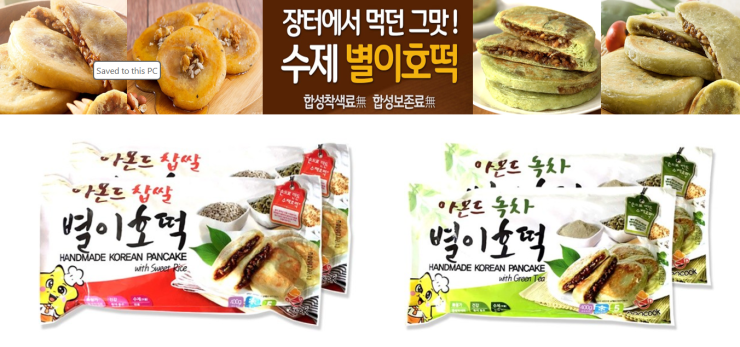 장터에서 먹던 그맛!
수제 별이호떡
합성착색료無 합성보존료無
Saved to this PC
아몬드 찹쌀
아몬드 찹쌀
별이호떡
HANDMADE KOREAN PANCAKE
with Sweet Rice
400g
아몬드 녹차
아몬드 녹차
별이호떡
HANDMADE KOREAN PANCAKE
with Green Tea
400g